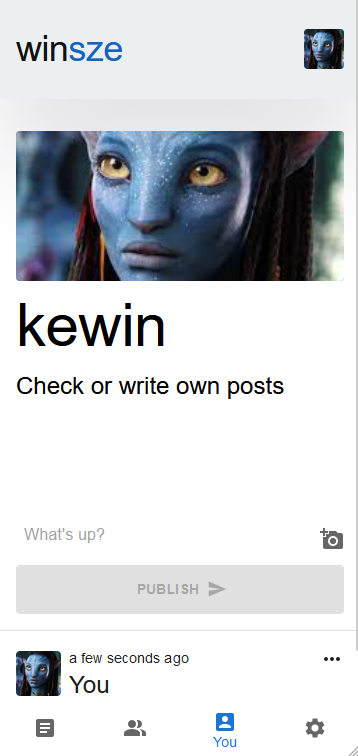 winsze
kewin
Check or write own posts
What's up?
PUBLISH
a few seconds ago
You
You